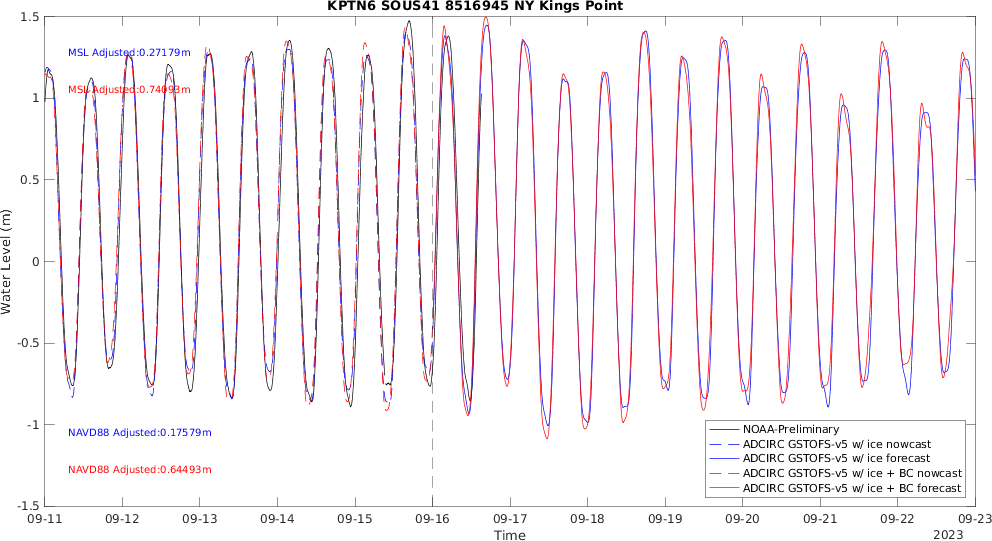 KPTN6 SOUS41 8516945 NY Kings Point
1.5
1
0.5
0
-0.5
-1
-1.5
Water Level (m)
MSL Adjusted:0.27179m
MSL Adjusted:0.74093m
NAVD88 Adjusted:0.17579m
NAVD88 Adjusted:0.64493m
NOAA-Preliminary
ADCIRC GSTOFS-v5 w/ ice nowcast
ADCIRC GSTOFS-v5 w/ ice forecast
ADCIRC GSTOFS-v5 w/ ice + BC nowcast
ADCIRC GSTOFS-v5 w/ ice + BC forecast
09-11 09-12 09-13 09-14 09-15 09-16 09-17 09-18 09-19 09-20 09-21 09-22 09-23
Time
2023